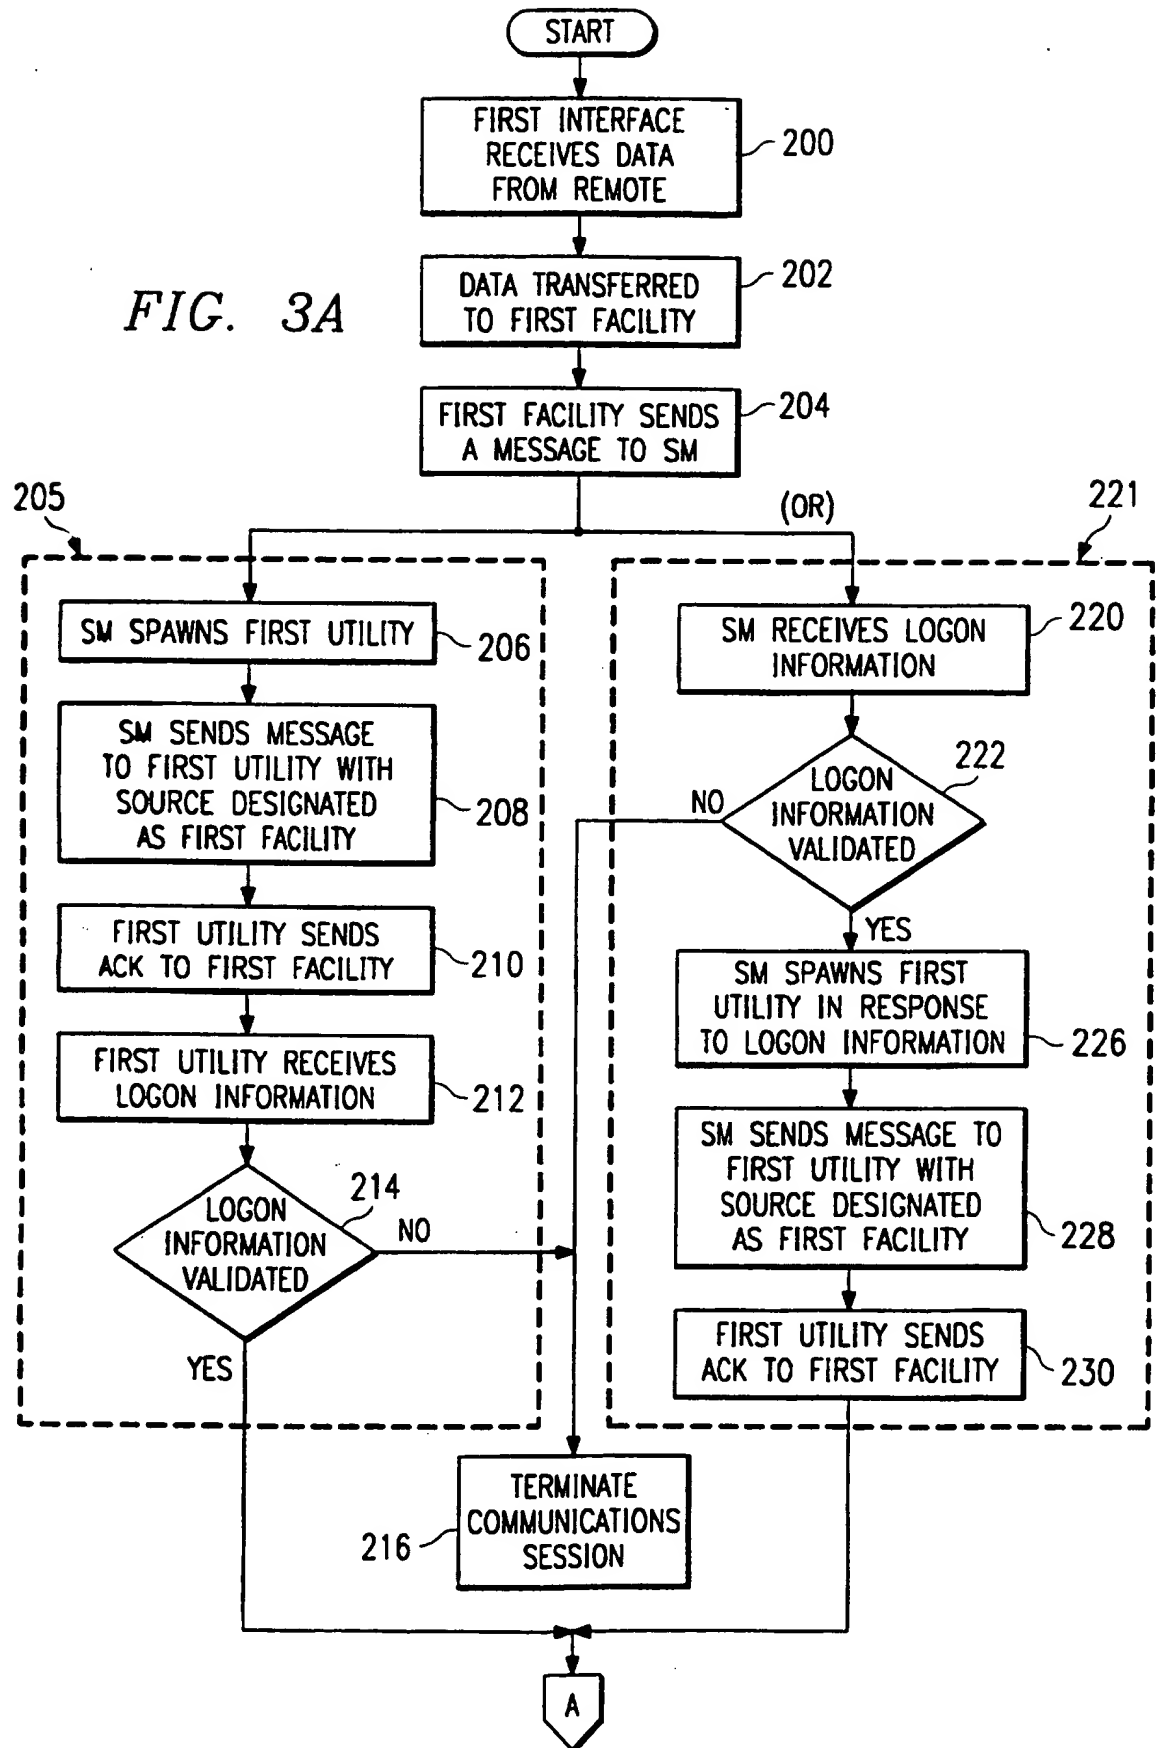 START
FIRST INTERFACE
RECEIVES DATA
FROM REMOTE
200
DATA TRANSFERRED
TO FIRST FACILITY
202
FIG. 3A
FIRST FACILITY SENDS
A MESSAGE TO SM
204
205
(OR)
221
SM SPAWNS FIRST UTILITY
206
SM SENDS MESSAGE
TO FIRST UTILITY WITH
SOURCE DESIGNATED
AS FIRST FACILITY
208
FIRST UTILITY SENDS
ACK TO FIRST FACILITY
210
FIRST UTILITY RECEIVES
LOGON INFORMATION
212
LOGON
INFORMATION
VALIDATED
214
NO
YES
SM RECEIVES LOGON
INFORMATION
220
LOGON
INFORMATION
VALIDATED
222
NO
YES
SM SPAWNS FIRST
UTILITY IN RESPONSE
TO LOGON INFORMATION
226
SM SENDS MESSAGE TO
FIRST UTILITY WITH
SOURCE DESIGNATED
AS FIRST FACILITY
228
FIRST UTILITY SENDS
ACK TO FIRST FACILITY
230
TERMINATE
COMMUNICATIONS
SESSION
216
A